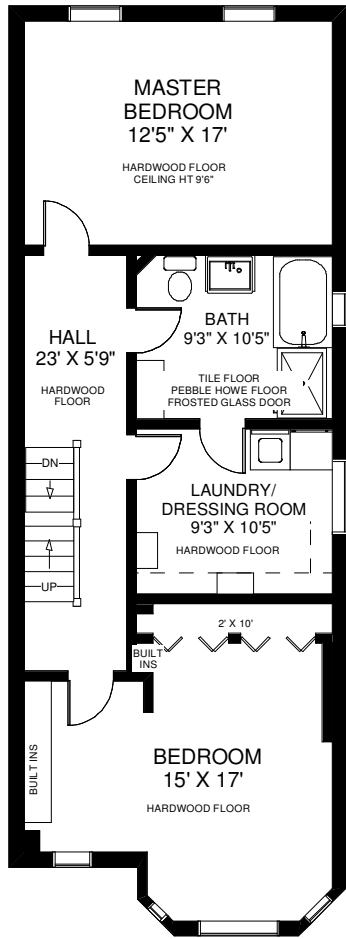 MASTER
BEDROOM
12'5" X 17'
HARDWOOD FLOOR
CEILING HT 9'6"
HALL
23' X 5'9"
HARDWOOD
FLOOR
BATH
9'3" X 10'5"
TILE FLOOR
PEBBLE HOWE FLOOR
FROSTED GLASS DOOR
DN
UP
LAUNDRY/
DRESSING ROOM
9'3" X 10'5"
HARDWOOD FLOOR
2' X 10'
BUILT
INS
BUILT INS
BEDROOM
15' X 17'
HARDWOOD FLOOR